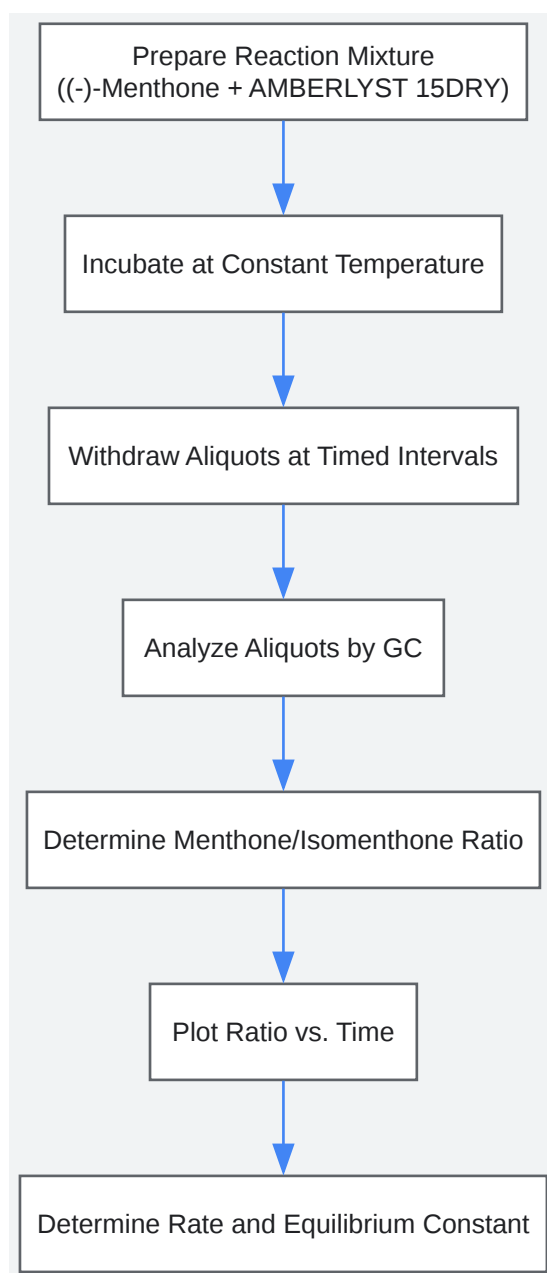 Prepare Reaction Mixture
((-)-Menthone + AMBERLYST 15DRY)
Incubate at Constant Temperature
Withdraw Aliquots at Timed Intervals
Analyze Aliquots by GC
Determine Menthone/Isomenthone Ratio
Plot Ratio vs. Time
Determine Rate and Equilibrium Constant